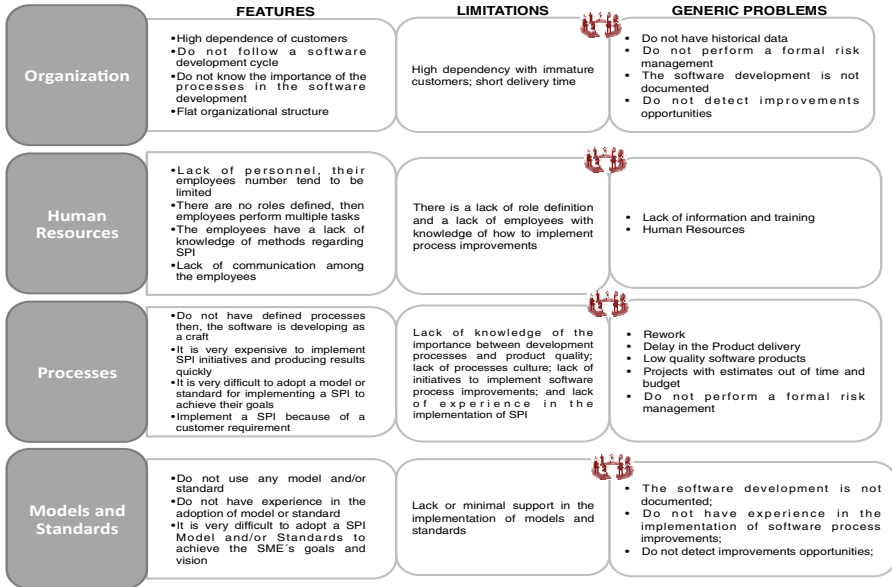 FEATURES
LIMITATIONS
GENERIC PROBLEMS
Organization
•High dependence of customers
•Do not follow a software
development cycle
•Do not know the importance of the
processes in the software
development
•Flat organizational structure
High dependency with immature
customers; short delivery time
• Do not have historical data
• Do not perform a formal risk
management
• The software development is not
documented
• Do not detect improvements
opportunities
Human
Resources
•Lack of personnel, their
employees number tend to be
limited
•There are no roles defined, then
employees perform multiple tasks
•The employees have a lack of
knowledge of methods regarding
SPI
•Lack of communication among
the employees
There is a lack of role definition
and a lack of employees with
knowledge of how to implement
process improvements
• Lack of information and training
• Human Resources
Processes
•Do not have defined processes
then, the software is developing as
a craft
•It is very expensive to implement
SPI initiatives and producing results
quickly
•It is very difficult to adopt a model or
standard for implementing a SPI to
achieve their goals
•Implement a SPI because of a
customer requirement
Lack of knowledge of the
importance between development
processes and product quality;
lack of processes culture; lack of
initiatives to implement software
process improvements; and lack
of experience in the
implementation of SPI
• Rework
• Delay in the Product delivery
• Low quality software products
• Projects with estimates out of time and
budget
• Do not perform a formal risk
management
Models and
Standards
•Do not use any model and/or
standard
•Do not have experience in the
adoption of model or standard
•It is very difficult to adopt a SPI
Model and/or Standards to
achieve the SME´s goals and
vision
Lack or minimal support in the
implementation of models and
standards
• The software development is not
documented;
• Do not have experience in the
implementation of software process
improvements;
• Do not detect improvements opportunities;